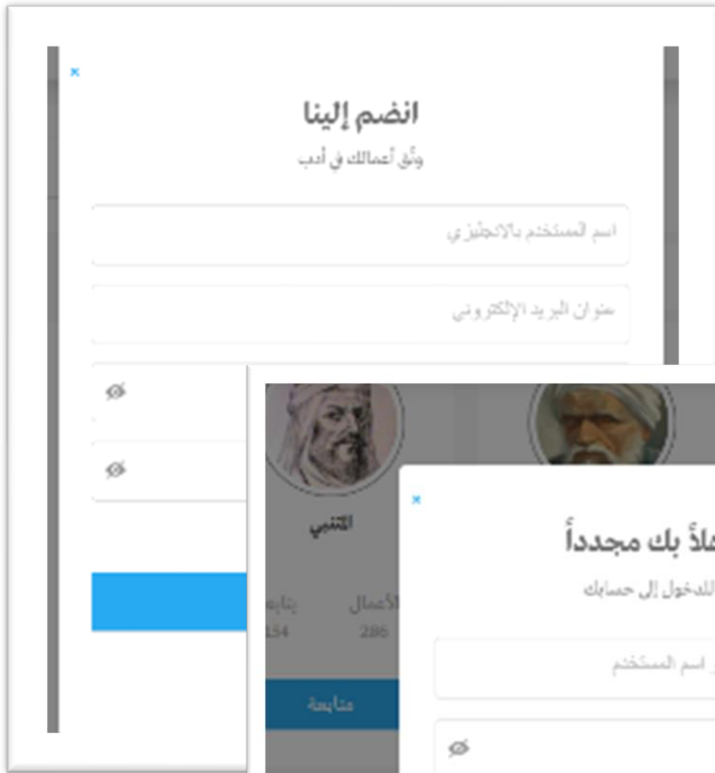 انضم إلينا
وثّق أعمالك في أدب
اسم المستخدم بالانجليزي
عنوان البريد الإلكتروني
المتنبي
الأعمال
286
154
متابعة
بك مجدداً
للدخول إلى حسابك
اسم المستخدم